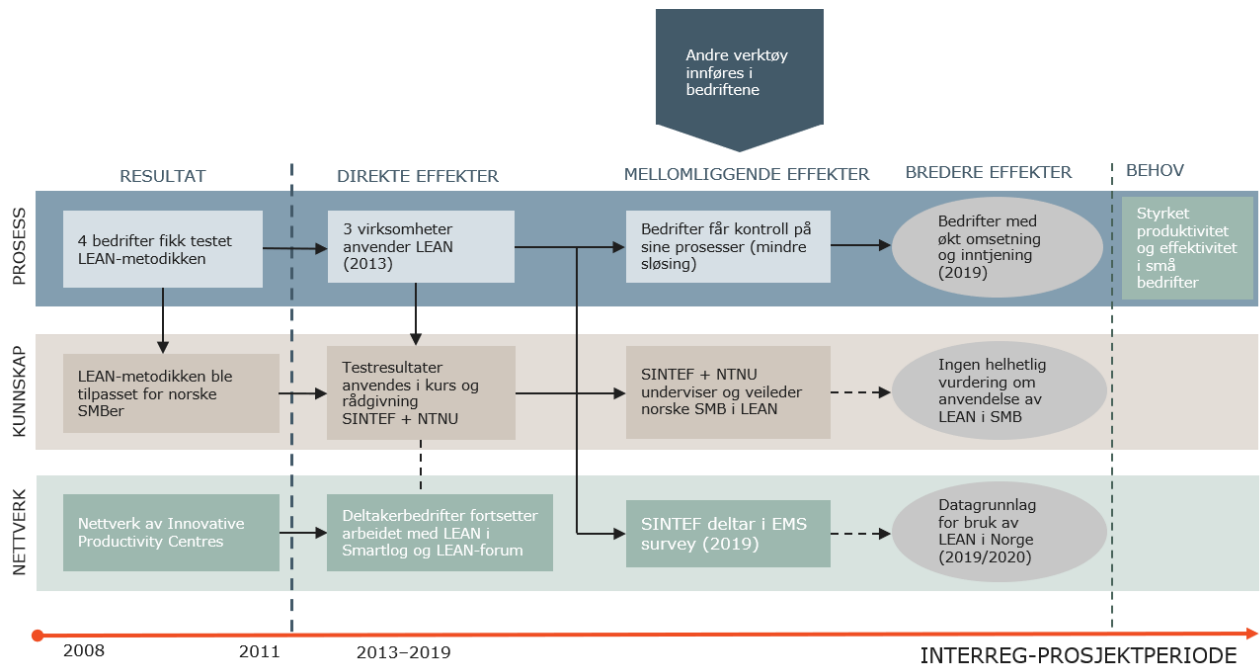 Andre verktøy
innføres i
bedriftene
RESULTAT
DIREKTE EFFEKTER
MELLOMLIGGENDE EFFEKTER
BREDERE EFFEKTER
BEHOV
PROSESS
4 bedrifter fikk testet
LEAN-metodikken
3 virksomheter
anvender LEAN
(2013)
Bedrifter får kontroll på
sine prosesser (mindre
sløsing)
Bedrifter med
økt omsetning
og inntjening
(2019)
Styrket
produktivitet
og effektivitet
i små
bedrifter
KUNNSKAP
LEAN-metodikken ble
tilpasset for norske
SMBer
Testresultater
anvendes i kurs og
rådgivning
SINTEF + NTNU
SINTEF + NTNU
underviser og veileder
norske SMB i LEAN
Ingen helhetlig
vurdering om
anvendelse av
LEAN i SMB
NETTVERK
Nettverk av Innovative
Productivity Centres
Deltakerbedrifter fortsetter
arbeidet med LEAN i
Smartlog og LEAN-forum
SINTEF deltar i EMS
survey (2019)
Datagrunnlag
for bruk av
LEAN i Norge
(2019/2020)
2008
2011
2013–2019
INTERREG-PROSJEKTPERIODE